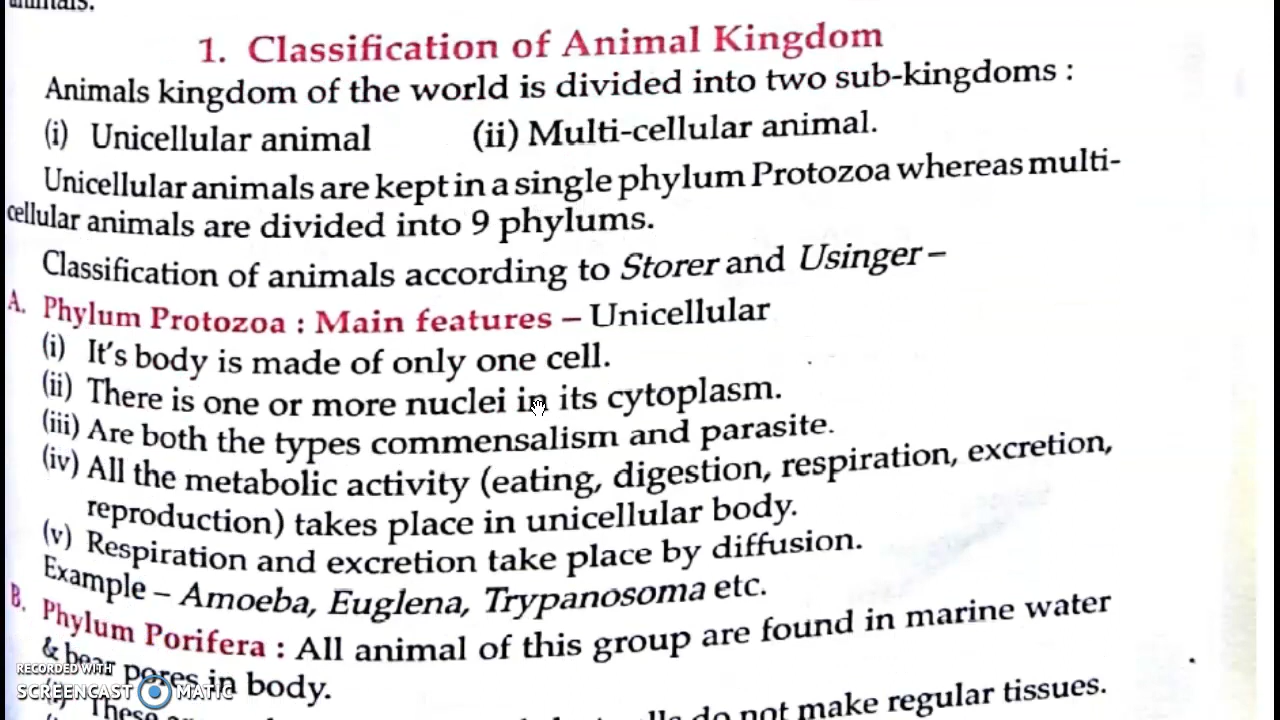 animals.
1. Classification of Animal Kingdom
Animals kingdom of the world is divided into two sub-kingdoms :
(i) Unicellular animal (ii) Multi-cellular animal.
Unicellular animals are kept in a single phylum Protozoa whereas multi-
cellular animals are divided into 9 phylums.
Classification of animals according to Storer and Usinger –
A. Phylum Protozoa : Main features – Unicellular
(i) It's body is made of only one cell.
(ii) There is one or more nuclei in its cytoplasm.
(iii) Are both the types commensalism and parasite.
(iv) All the metabolic activity (eating, digestion, respiration, excretion,
reproduction) takes place in unicellular body.
(v) Respiration and excretion take place by diffusion.
Example – Amoeba, Euglena, Trypanosoma etc.
B. Phylum Porifera : All animal of this group are found in marine water
& bear pores in body.
(i) These do not make regular tissues.
RECORDED WITH
SCREENCAST MATIC